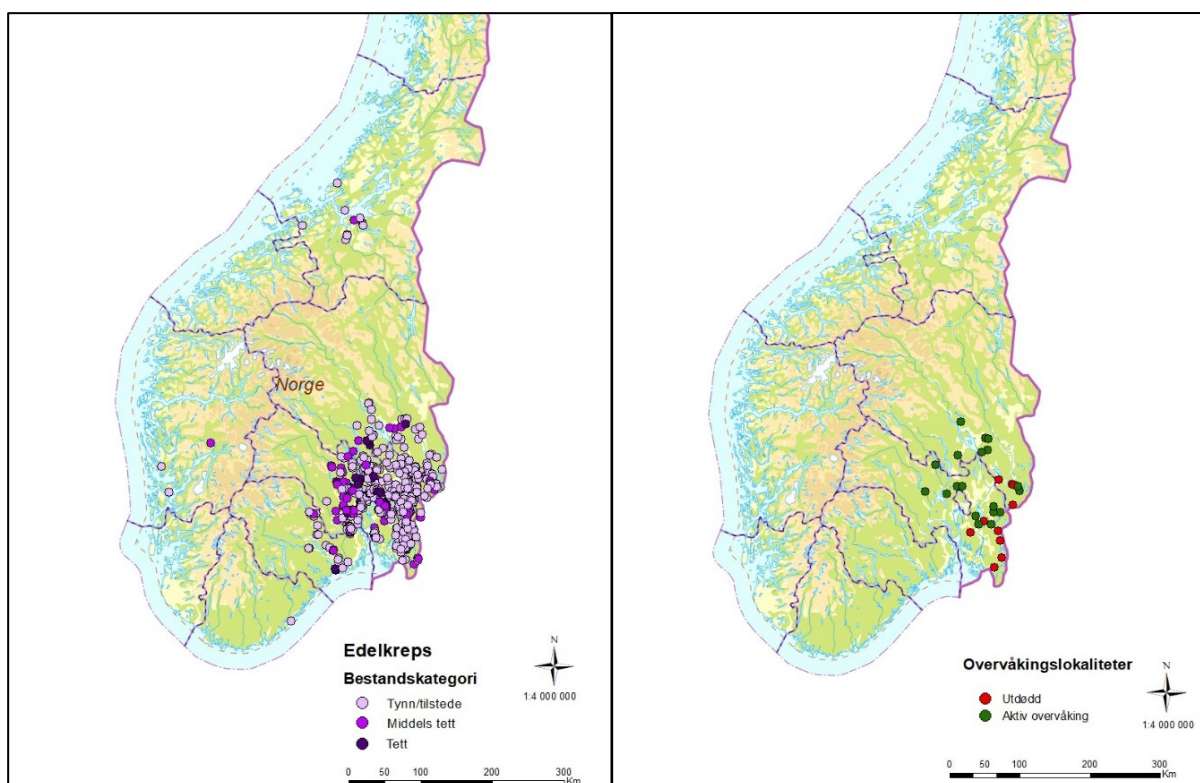 Norge
Edelkreps
Bestandskategori
Tynn/tilstede
Middels tett
Tett
N
1:4 000 000
0 50 100 200 300
Km
Overvåkingslokaliteter
Utdødd
Aktiv overvåking
N
1:4 000 000
0 50 100 200 300
Km